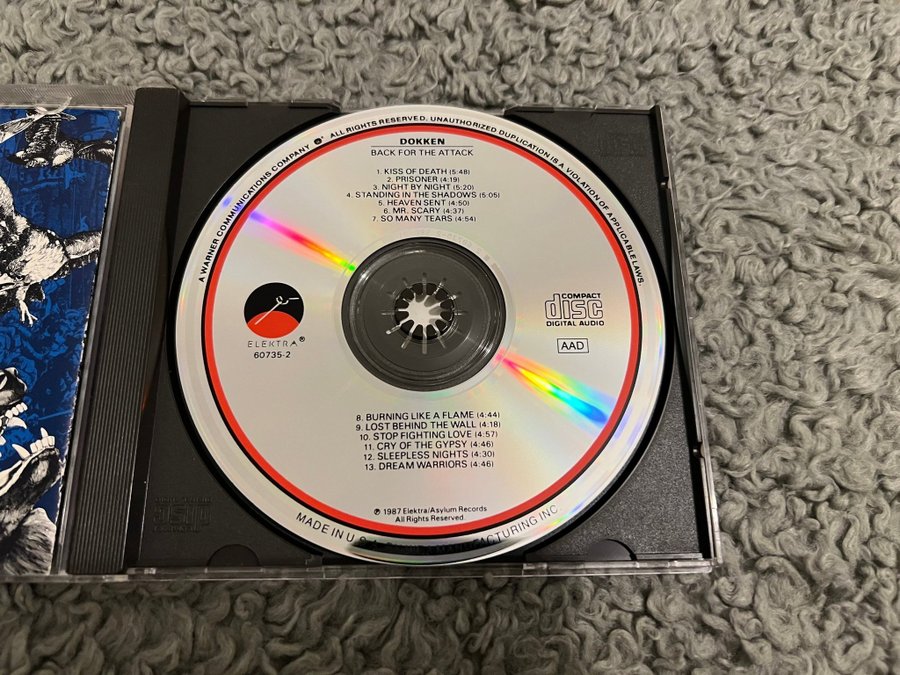 A WARNER COMMUNICATIONS COMPANY ALL RIGHTS RESERVED. UNAUTHORIZED DUPLICATION IS A VIOLATION OF APPLICABLE LAWS.
DOKKEN
BACK FOR THE ATTACK
1. KISS OF DEATH (5:48)
2. PRISONER (4:19)
3. NIGHT BY NIGHT (5:20)
4. STANDING IN THE SHADOWS (5:05)
5. HEAVEN SENT (4:50)
6. MR. SCARY (4:37)
7. SO MANY TEARS (4:54)
ELEKTRA®
60735-2
COMPACT
disc
DIGITAL AUDIO
AAD
8. BURNING LIKE A FLAME (4:44)
9. LOST BEHIND THE WALL (4:18)
10. STOP FIGHTING LOVE (4:57)
11. CRY OF THE GYPSY (4:46)
12. SLEEPLESS NIGHTS (4:30)
13. DREAM WARRIORS (4:46)
℗ 1987 Elektra/Asylum Records
All Rights Reserved.
MADE IN U.S.A. MANUFACTURING INC.